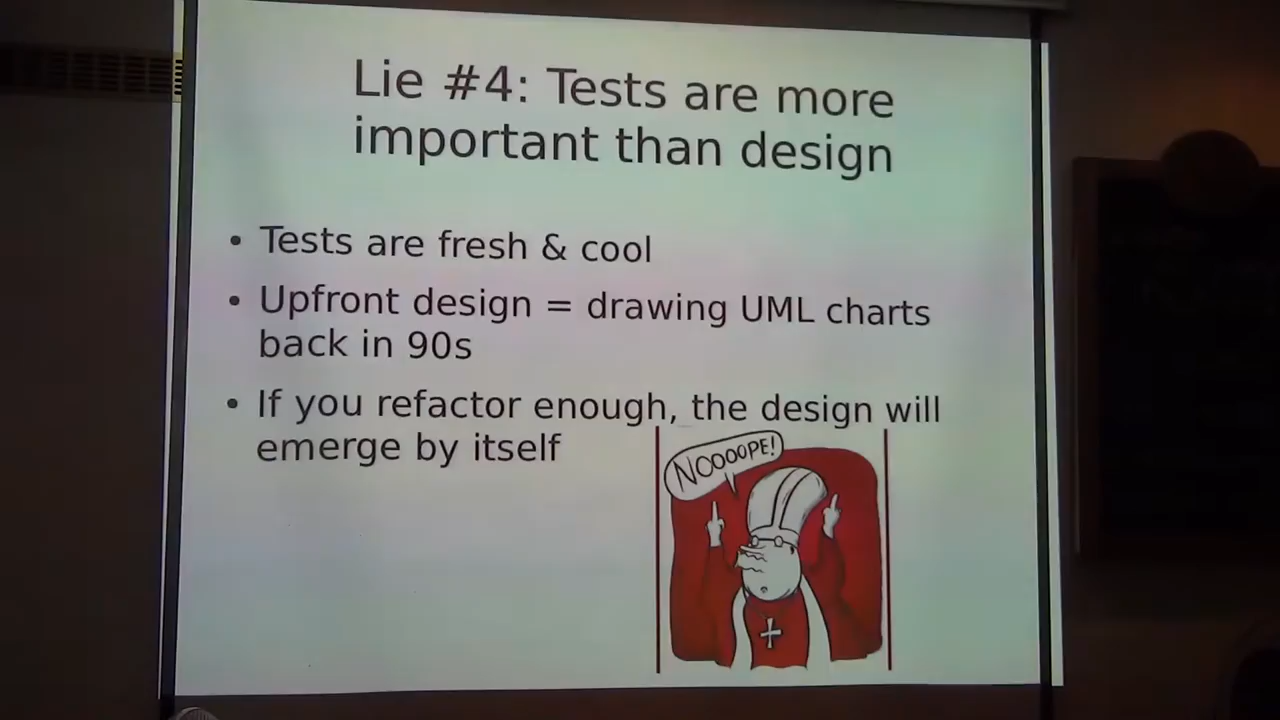 Lie #4: Tests are more
important than design
• Tests are fresh & cool
• Upfront design = drawing UML charts
back in 90s
• If you refactor enough, the design will
emerge by itself
NOOOOPE!